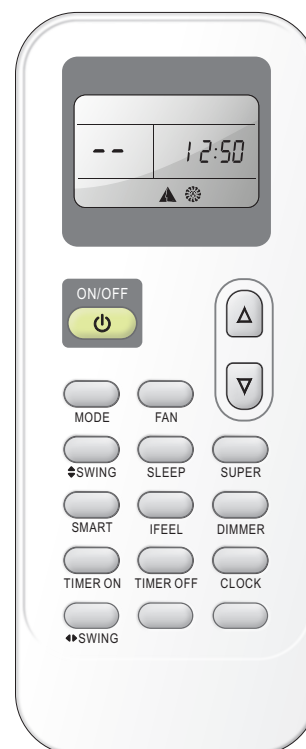 -- 12:50
ON/OFF
MODE FAN
SWING SLEEP SUPER
SMART IFEEL DIMMER
TIMER ON TIMER OFF CLOCK
SWING